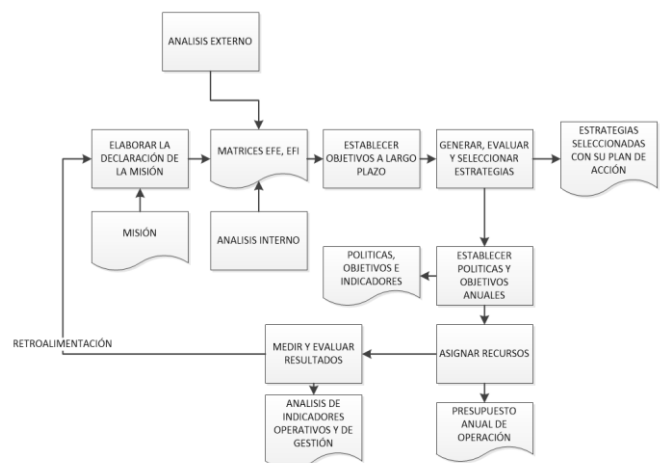 ANALISIS EXTERNO
ELABORAR LA
DECLARACIÓN DE
LA MISIÓN
MATRICES EFE, EFI
ESTABLECER
OBJETIVOS A LARGO
PLAZO
GENERAR, EVALUAR
Y SELECCIONAR
ESTRATEGIAS
ESTRATEGIAS
SELECCIONADAS
CON SU PLAN DE
ACCIÓN
MISIÓN
ANALISIS INTERNO
POLITICAS,
OBJETIVOS E
INDICADORES
ESTABLECER
POLITICAS Y
OBJETIVOS
ANUALES
RETROALIMENTACIÓN
MEDIR Y EVALUAR
RESULTADOS
ASIGNAR RECURSOS
ANALISIS DE
INDICADORES
OPERATIVOS Y DE
GESTIÓN
PRESUPUESTO
ANUAL DE
OPERACIÓN